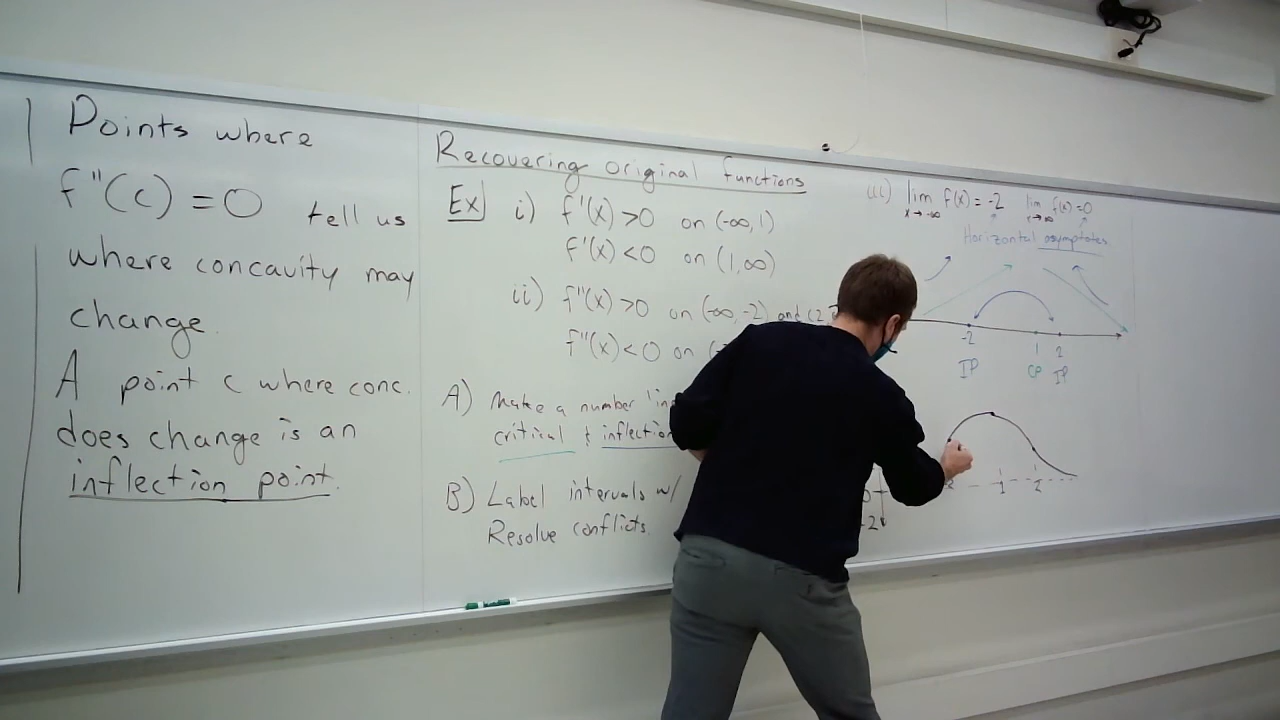 Points where
f''(c) = 0 tell us
where concavity may
change.
A point c where conc.
does change is an
inflection point.
Recovering original functions
Ex i) f'(x) > 0 on (-∞, 1)
f'(x) < 0 on (1, ∞)
ii) f''(x) > 0 on (-∞, -2) and (2,
f''(x) < 0 on (-
A) Make a number
critical & inflection
B) Label intervals w/
Resolve conflicts.
iii) lim x→-∞ f(x) = -2 lim x→∞ f(x) = 0
Horizontal asymptotes
-2 1 2
IP CP IP
1 2
-2